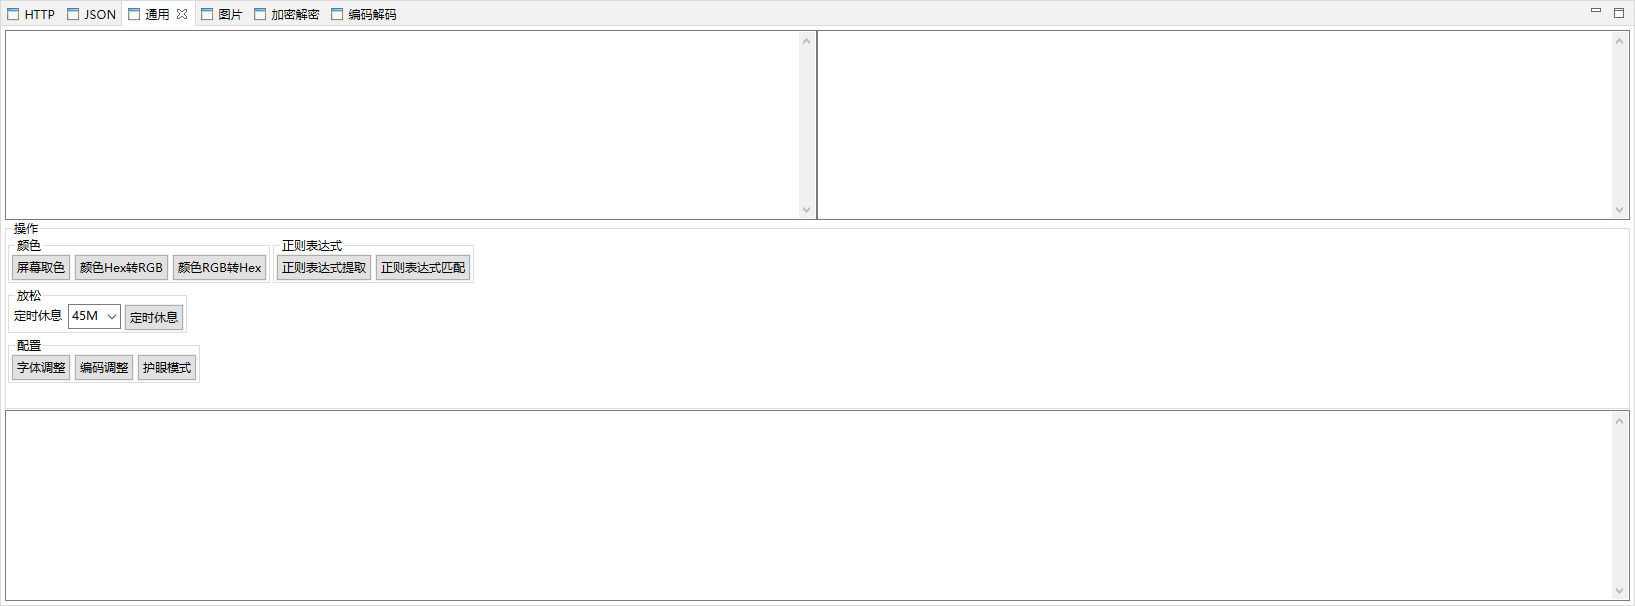 HTTP JSON 通用 图片 加密解密 编码解码
操作
颜色 正则表达式
屏幕取色 颜色Hex转RGB 颜色RGB转Hex 正则表达式提取 正则表达式匹配
放松
定时休息 45M 定时休息
配置
字体调整 编码调整 护眼模式